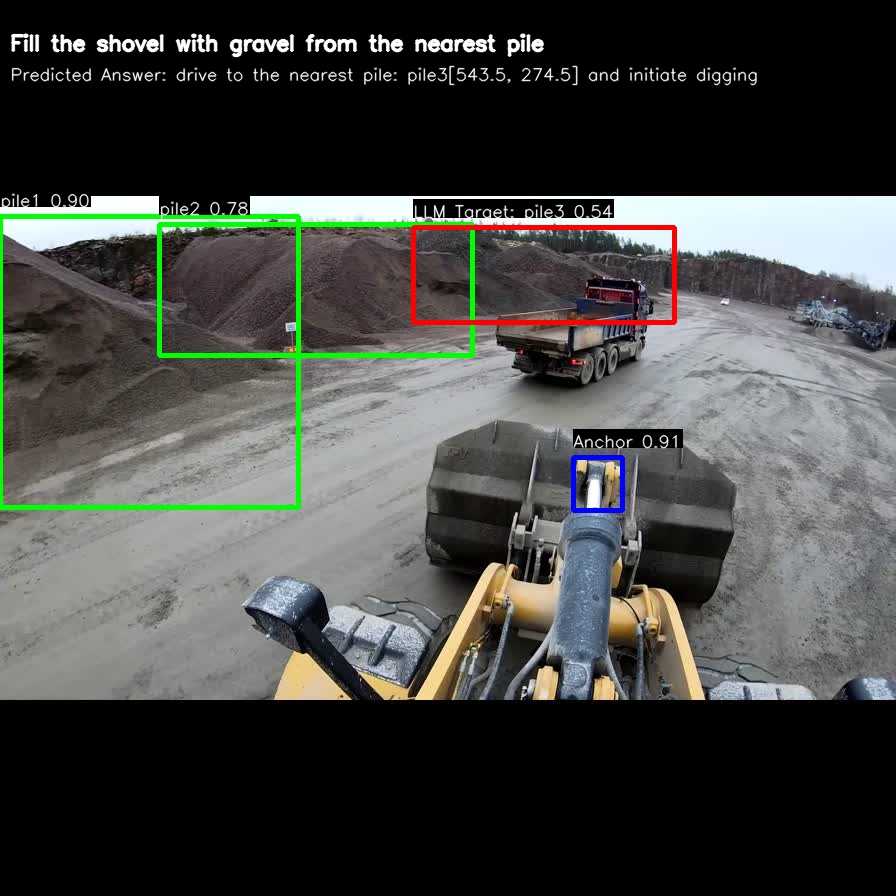 Fill the shovel with gravel from the nearest pile
Predicted Answer: drive to the nearest pile: pile3[543.5, 274.5] and initiate digging
pile1 0.90
pile2 0.78
LLM Target: pile3 0.54
Anchor 0.91